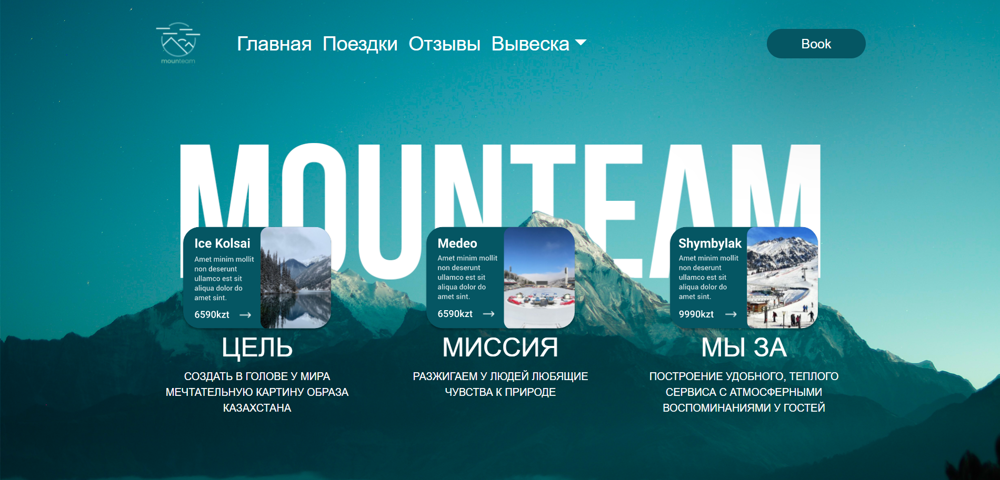 mounteam
Главная Поездки Отзывы Вывеска
Book
MOUNTEAM
Ice Kolsai
Amet minim mollit
non deserunt
ullamco est sit
aliqua dolor do
amet sint.
6590kzt
Medeo
Amet minim mollit
non deserunt
ullamco est sit
aliqua dolor do
amet sint.
6590kzt
Shymbylak
Amet minim mollit
non deserunt
ullamco est sit
aliqua dolor do
amet sint.
9990kzt
ЦЕЛЬ
СОЗДАТЬ В ГОЛОВЕ У МИРА
МЕЧТАТЕЛЬНУЮ КАРТИНУ ОБРАЗА
КАЗАХСТАНА
МИССИЯ
РАЗЖИГАЕМ У ЛЮДЕЙ ЛЮБЯЩИЕ
ЧУВСТВА К ПРИРОДЕ
МЫ ЗА
ПОСТРОЕНИЕ УДОБНОГО, ТЕПЛОГО
СЕРВИСА С АТМОСФЕРНЫМИ
ВОСПОМИНАНИЯМИ У ГОСТЕЙ